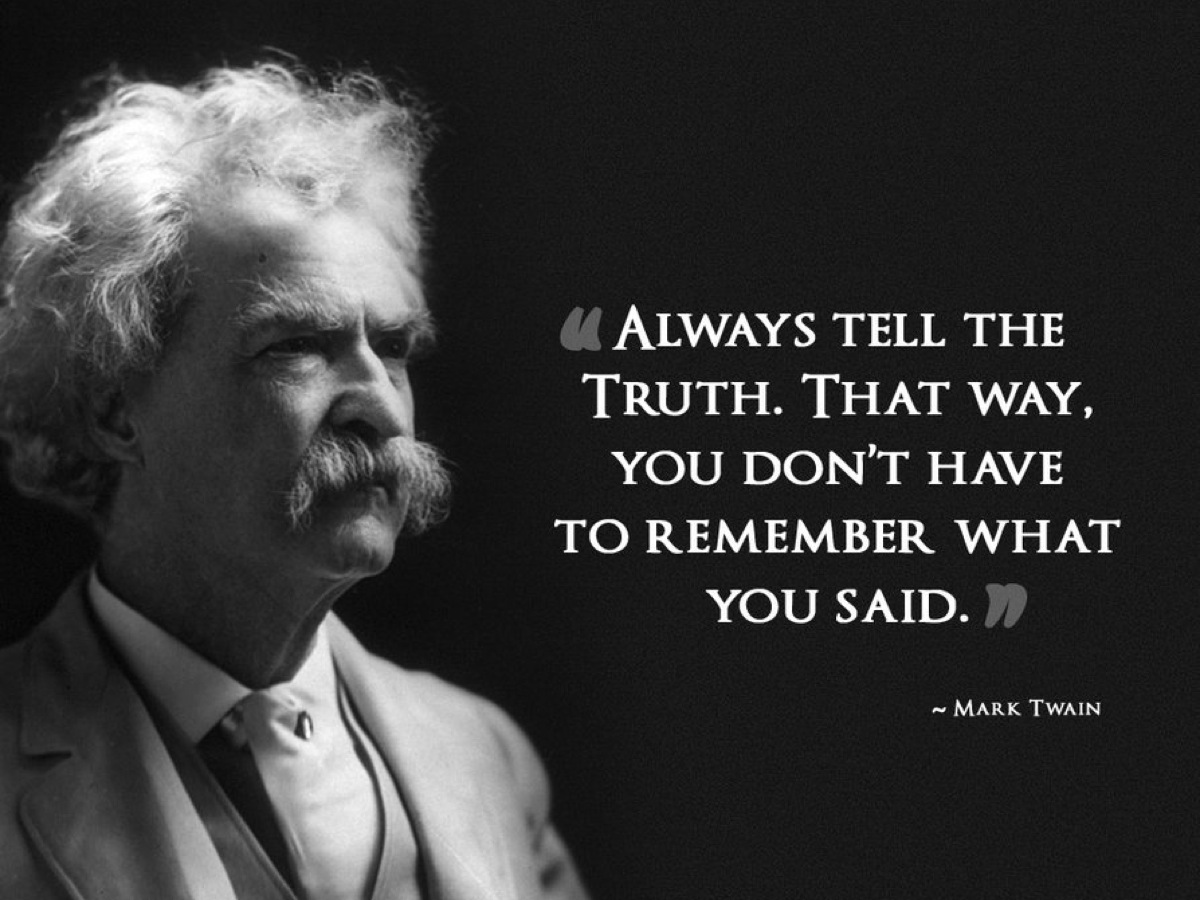 “ Always tell the
Truth. That way,
you don’t have
to remember what
you said. ”
~ Mark Twain